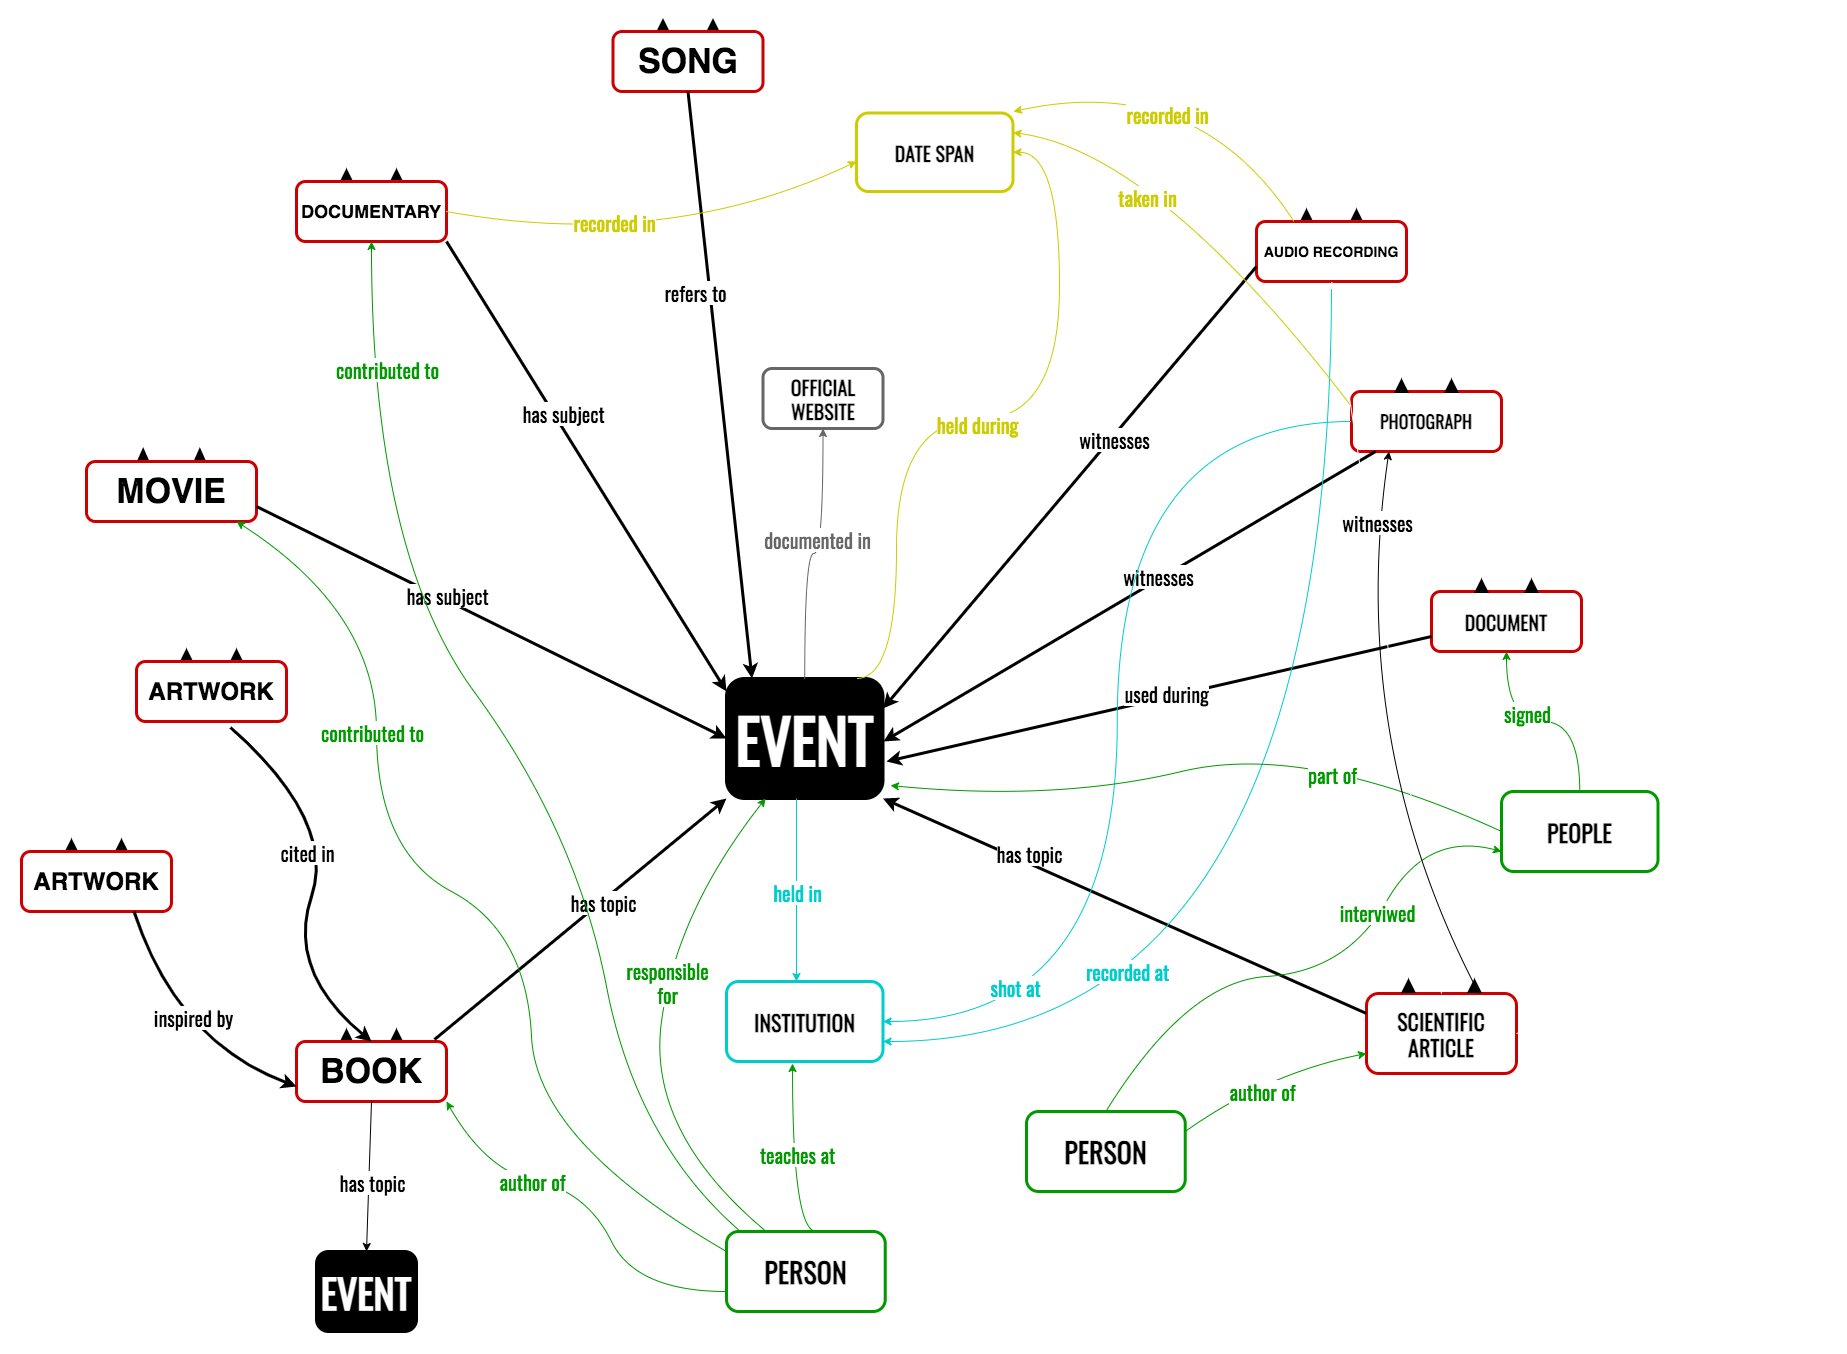 SONG
recorded in
DATE SPAN
taken in
DOCUMENTARY
recorded in
AUDIO RECORDING
refers to
contributed to
OFFICIAL
WEBSITE
has subject
held during
witnesses
PHOTOGRAPH
MOVIE
witnesses
documented in
witnesses
has subject
DOCUMENT
ARTWORK
used during
signed
contributed to
EVENT
part of
PEOPLE
cited in
has topic
ARTWORK
held in
has topic
interviwed
responsible
for
recorded at
shot at
inspired by
INSTITUTION
SCIENTIFIC
ARTICLE
BOOK
author of
teaches at
PERSON
has topic
author of
PERSON
EVENT